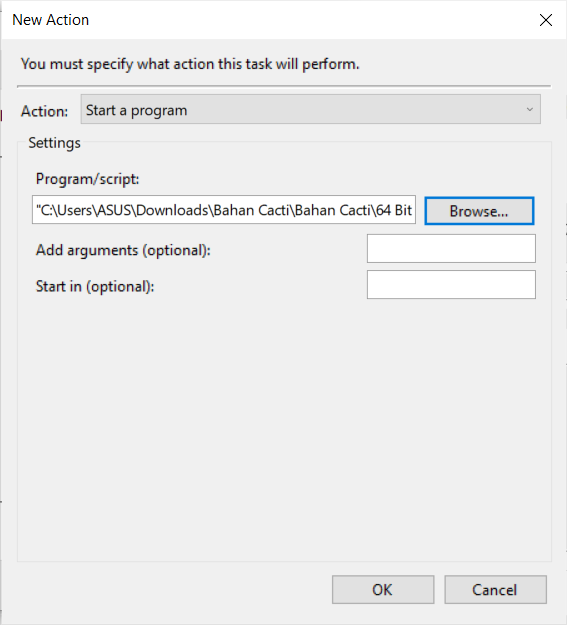 New Action
You must specify what action this task will perform.
Action: Start a program
Settings
Program/script:
"C:\Users\ASUS\Downloads\Bahan Cacti\Bahan Cacti\64 Bit Browse...
Add arguments (optional):
Start in (optional):
OK Cancel